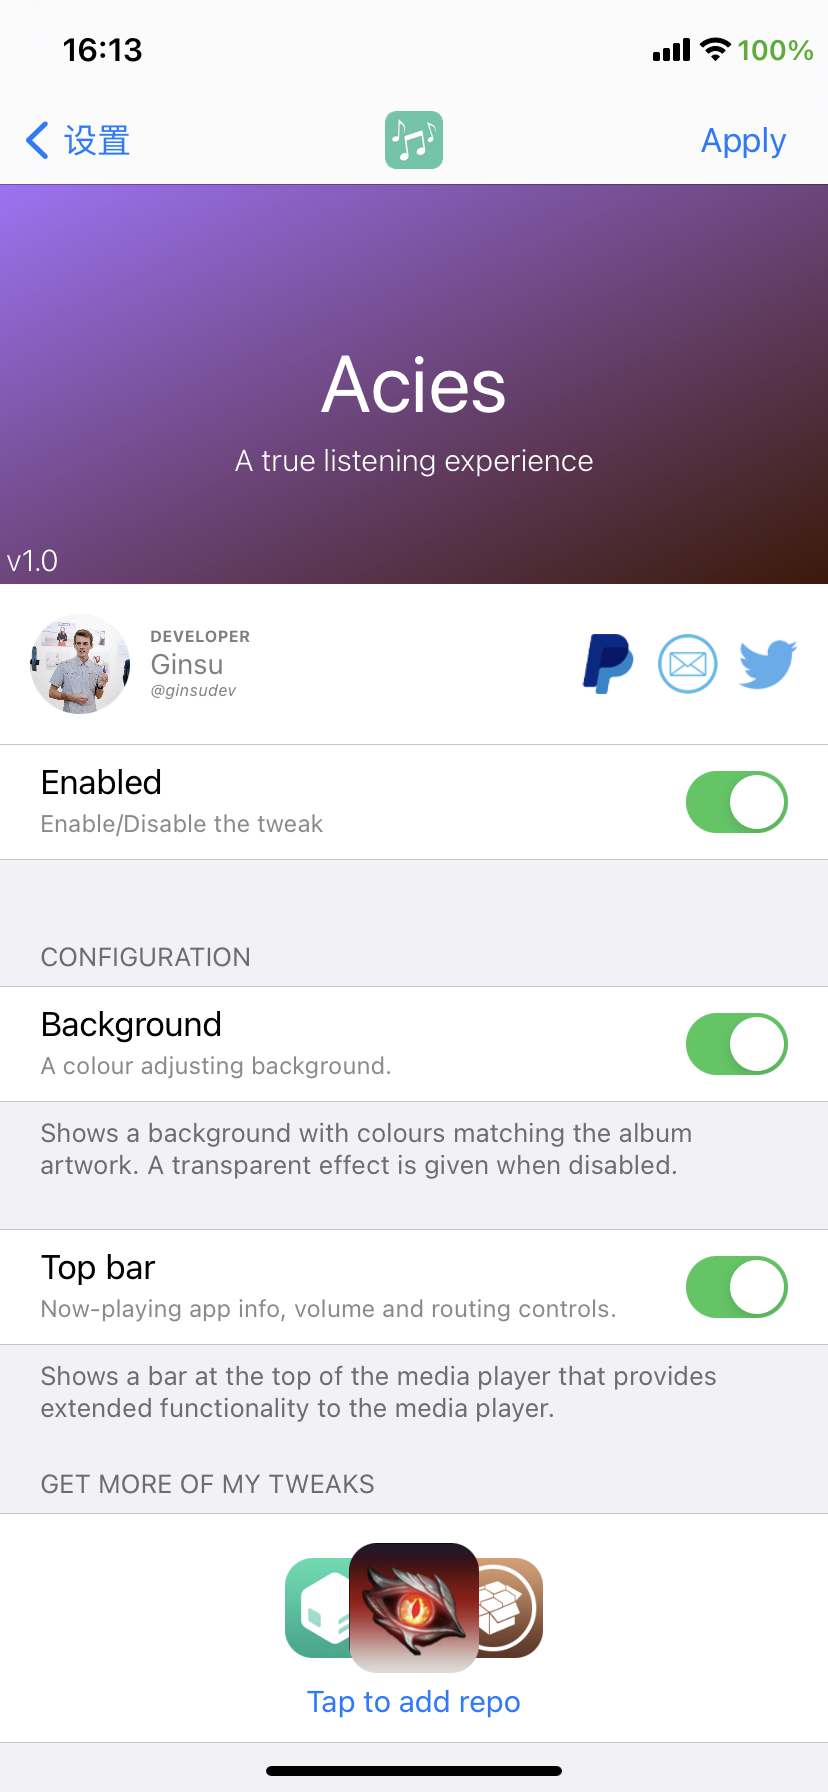 16:13
100%
设置
Apply
Acies
A true listening experience
v1.0
DEVELOPER
Ginsu
@ginsudev
Enabled
Enable/Disable the tweak
CONFIGURATION
Background
A colour adjusting background.
Shows a background with colours matching the album
artwork. A transparent effect is given when disabled.
Top bar
Now-playing app info, volume and routing controls.
Shows a bar at the top of the media player that provides
extended functionality to the media player.
GET MORE OF MY TWEAKS
Tap to add repo